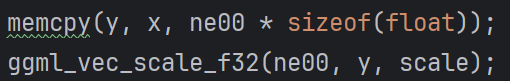 memcpy(y, x, ne00 * sizeof(float));
ggml_vec_scale_f32(ne00, y, scale);